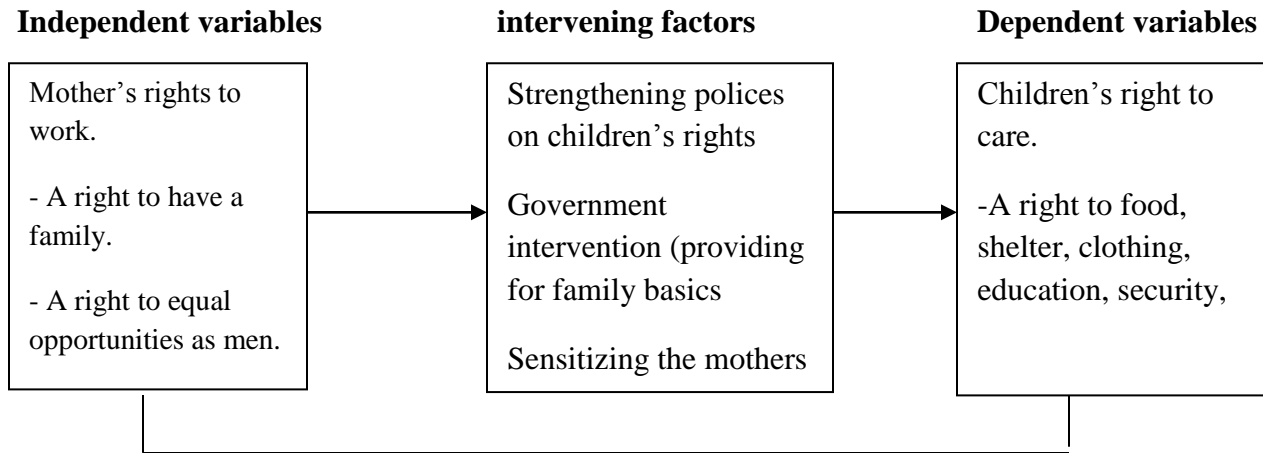 Independent variables
intervening factors
Dependent variables
Mother’s rights to
work.
- A right to have a
family.
- A right to equal
opportunities as men.
Strengthening polices
on children’s rights
Government
intervention (providing
for family basics
Sensitizing the mothers
Children’s right to
care.
-A right to food,
shelter, clothing,
education, security,